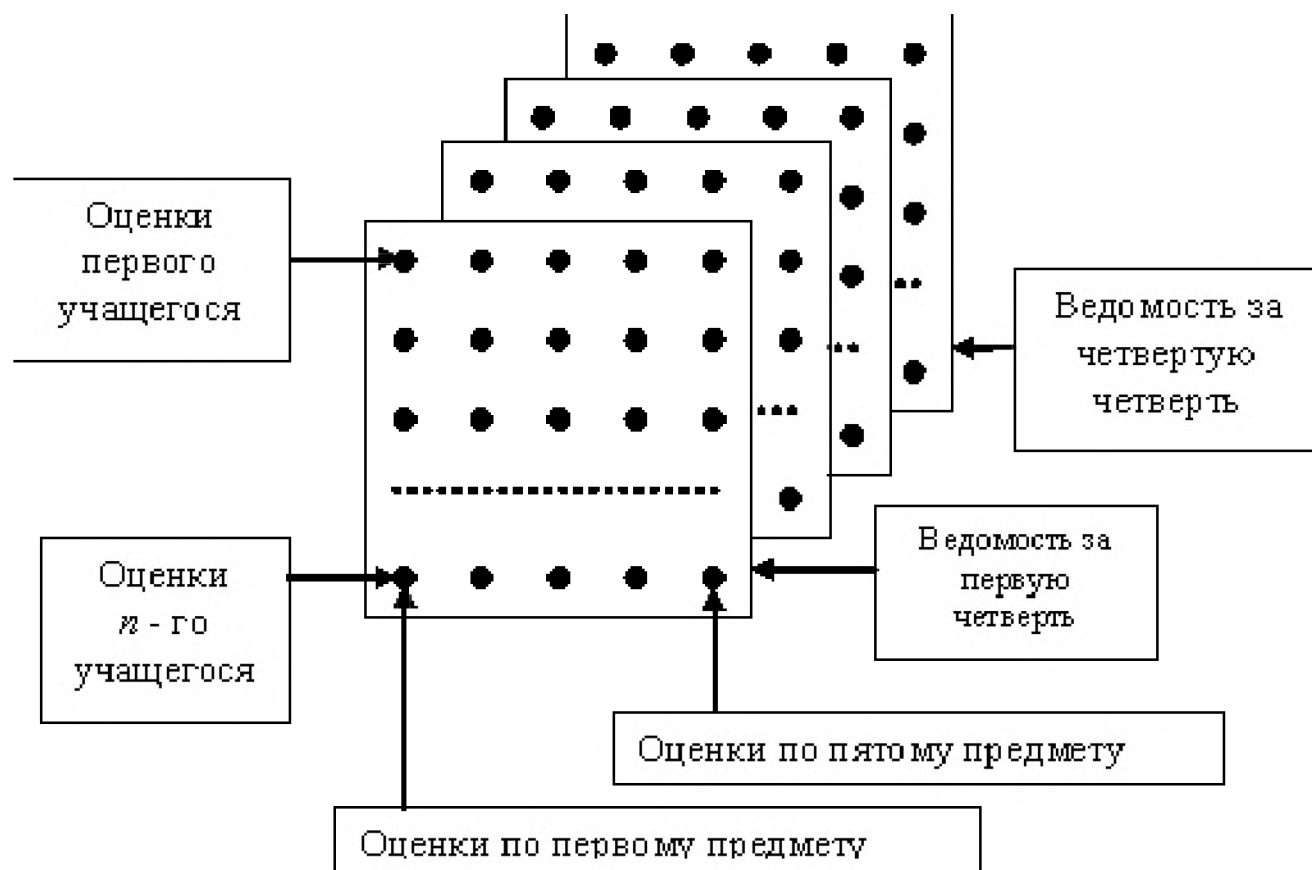 Оценки
первого
учащегося
Ведомость за
четвертую
четверть
Ведомость за
первую
четверть
Оценки
n - го
учащегося
Оценки по пятому предмету
Оценки по первому предмету